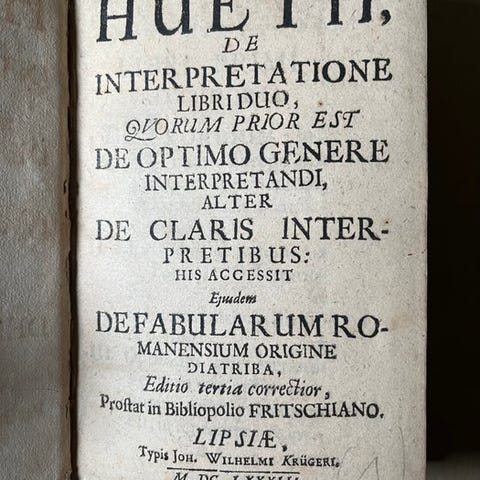 HUETII,
DE
INTERPRETATIONE
LIBRI DUO,
QVORUM PRIOR EST
DE OPTIMO GENERE
INTERPRETANDI,
ALTER
DE CLARIS INTER-
PRETIBUS:
HIS ACCESSIT
Ejusdem
DE FABULARUM RO-
MANENSIUM ORIGINE
DIATRIBA,
Editio tertia correctior,
Prostat in Bibliopolio FRITSCHIANO.
LIPSIÆ,
Typis JOH. WILHELMI KRÜGERI,